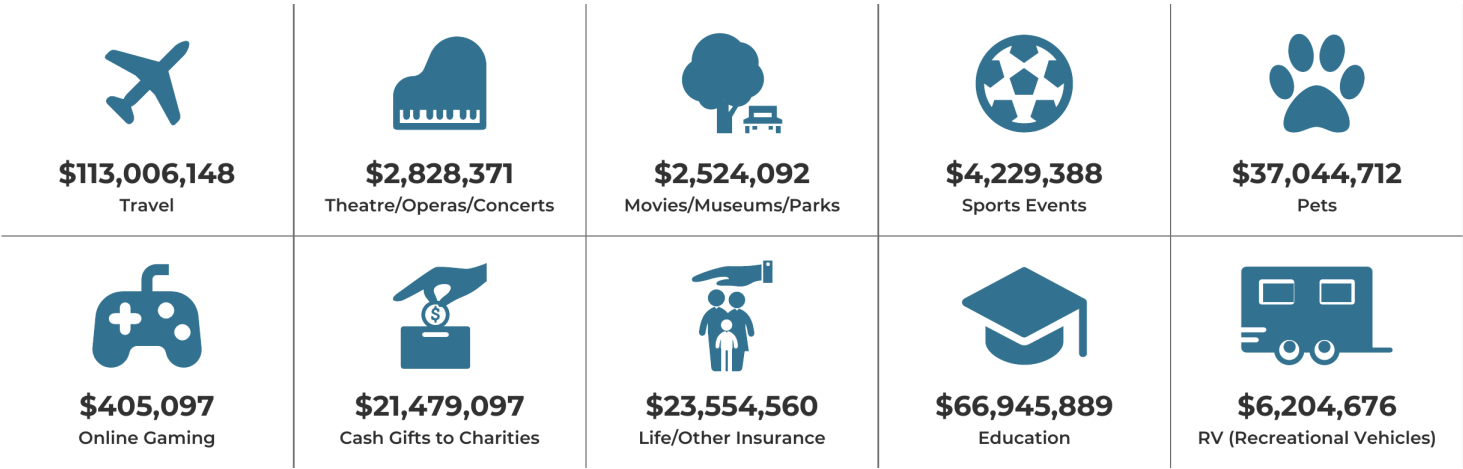 $113,006,148
Travel
$2,828,371
Theatre/Operas/Concerts
$2,524,092
Movies/Museums/Parks
$4,229,388
Sports Events
$37,044,712
Pets
$405,097
Online Gaming
$
$21,479,097
Cash Gifts to Charities
$23,554,560
Life/Other Insurance
$66,945,889
Education
$6,204,676
RV (Recreational Vehicles)